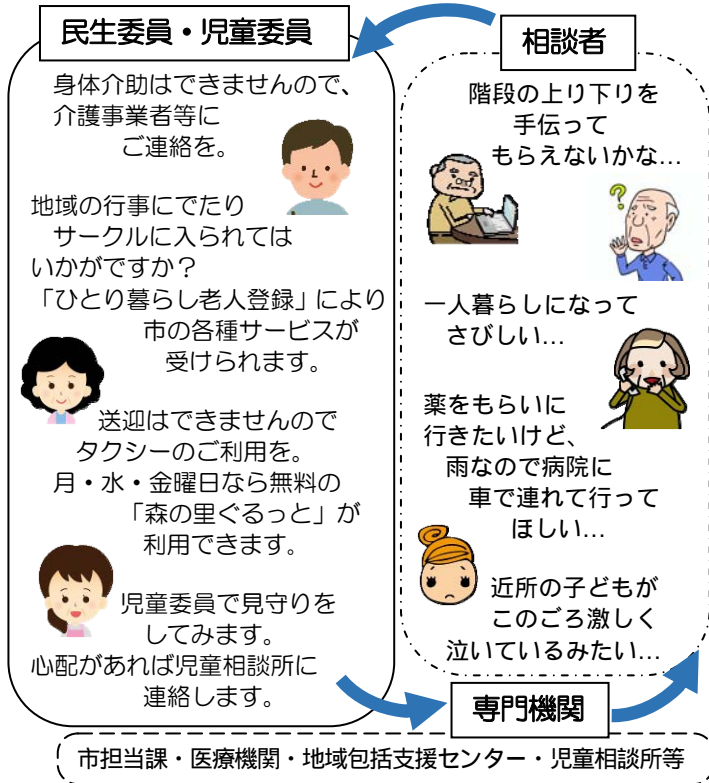 民生委員・児童委員
身体介助はできませんので、
介護事業者等に
ご連絡を。
地域の行事にでたり
サークルに入られては
いかがですか？
「ひとり暮らし老人登録」により
市の各種サービスが
受けられます。
送迎はできませんので
タクシーのご利用を。
月・水・金曜日なら無料の
「森の里ぐるっと」が
利用できます。
児童委員で見守りを
してみます。
心配があれば児童相談所に
連絡します。
相談者
階段の上り下りを
手伝って
もらえないかな…
?
一人暮らしになって
さびしい…
薬をもらいに
行きたいけど、
雨なので病院に
車で連れて行って
ほしい…
近所の子どもが
このごろ激しく
泣いているみたい…
専門機関
市担当課・医療機関・地域包括支援センター・児童相談所等